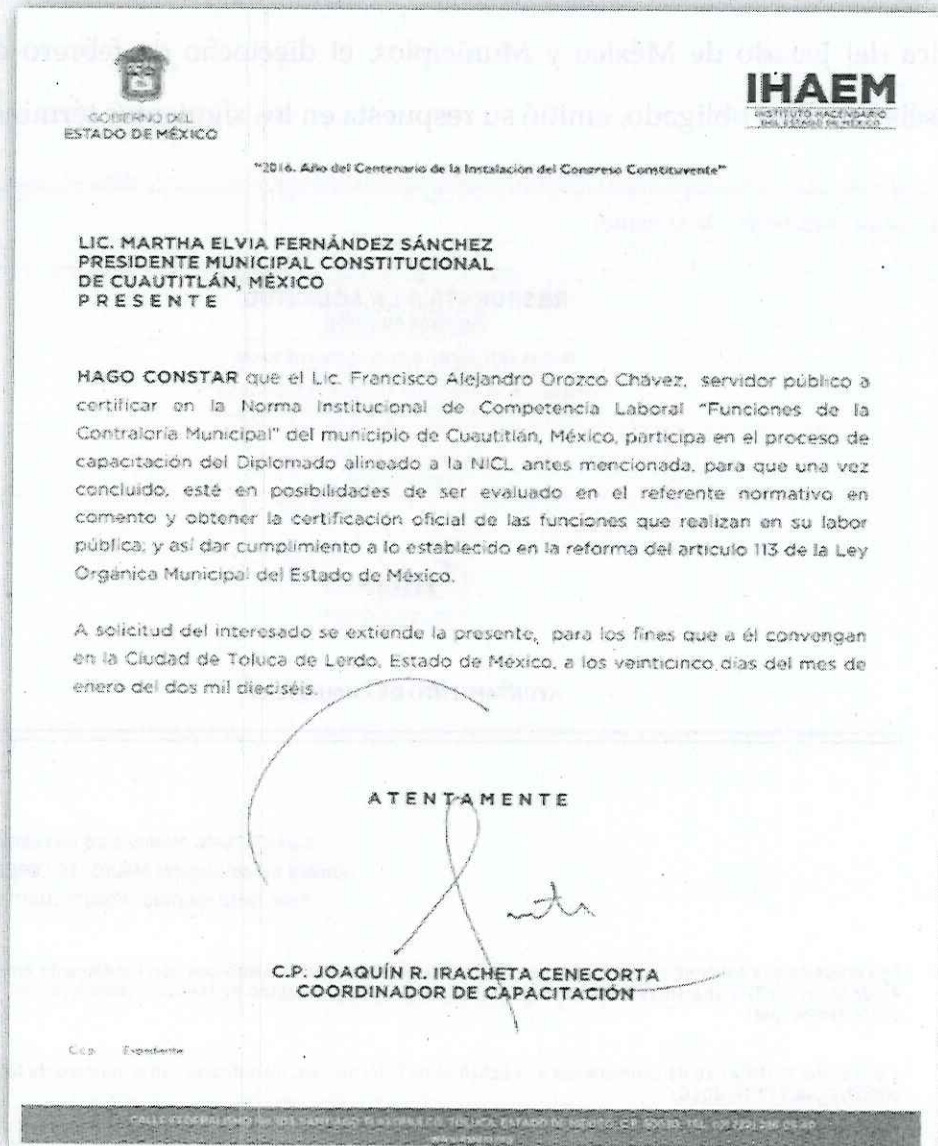 GOBIERNO DEL
ESTADO DE MÉXICO
IHAEM
INSTITUTO HACENDARIO
DEL ESTADO DE MÉXICO
"2016. Año del Centenario de la Instalación del Congreso Constituyente"
LIC. MARTHA ELVIA FERNÁNDEZ SÁNCHEZ
PRESIDENTE MUNICIPAL CONSTITUCIONAL
DE CUAUTITLÁN, MÉXICO
P R E S E N T E
HAGO CONSTAR que el Lic. Francisco Alejandro Orozco Chávez, servidor público a
certificar en la Norma Institucional de Competencia Laboral "Funciones de la
Contraloría Municipal" del municipio de Cuautitlán, México, participa en el proceso de
capacitación del Diplomado alineado a la NICL antes mencionada, para que una vez
concluido, esté en posibilidades de ser evaluado en el referente normativo en
comento y obtener la certificación oficial de las funciones que realizan en su labor
pública; y así dar cumplimiento a lo establecido en la reforma del artículo 113 de la Ley
Orgánica Municipal del Estado de México.
A solicitud del interesado se extiende la presente, para los fines que a él convengan
en la Ciudad de Toluca de Lerdo, Estado de México, a los veinticinco días del mes de
enero del dos mil dieciséis.
A T E N T A M E N T E
C.P. JOAQUÍN R. IRACHETA CENECORTA
COORDINADOR DE CAPACITACIÓN
C.c.p. Expediente